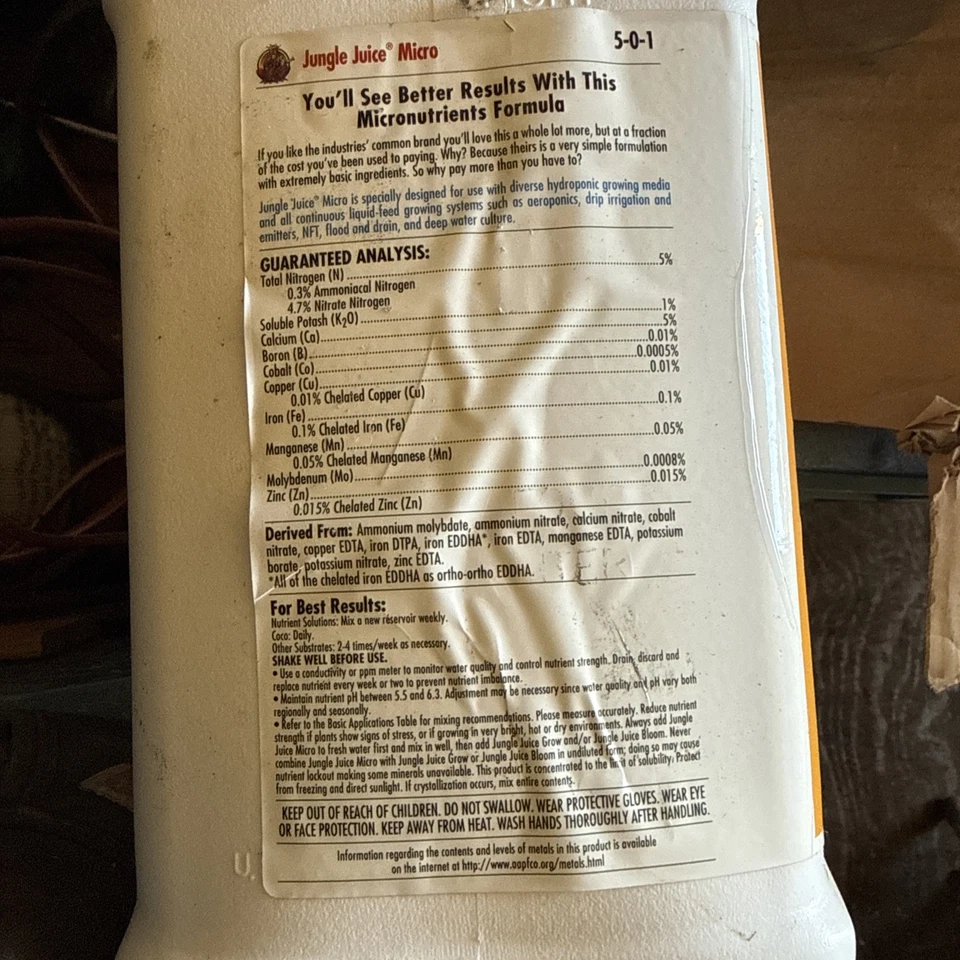 Jungle Juice® Micro 5-0-1
You'll See Better Results With This
Micronutrients Formula
If you like the industries' common brand you'll love this a whole lot more, but at a fraction
of the cost you've been used to paying. Why? Because theirs is a very simple formulation
with extremely basic ingredients. So why pay more than you have to?
Jungle Juice® Micro is specially designed for use with diverse hydroponic growing media
and all continuous liquid-feed growing systems such as aeroponics, drip irrigation and
emitters, NFT, flood and drain, and deep water culture.
GUARANTEED ANALYSIS:
Total Nitrogen (N) 5%
0.3% Ammoniacal Nitrogen
4.7% Nitrate Nitrogen
Soluble Potash (K₂O) 1%
Calcium (Ca) 5%
Boron (B) 0.01%
Cobalt (Co) 0.0005%
Copper (Cu) 0.01%
0.01% Chelated Copper (Cu)
Iron (Fe) 0.1%
0.1% Chelated Iron (Fe)
Manganese (Mn) 0.05%
0.05% Chelated Manganese (Mn)
Molybdenum (Mo) 0.0008%
Zinc (Zn) 0.015%
0.015% Chelated Zinc (Zn)
Derived From: Ammonium molybdate, ammonium nitrate, calcium nitrate, cobalt
nitrate, copper EDTA, iron DTPA, iron EDDHA*, iron EDTA, manganese EDTA, potassium
borate, potassium nitrate, zinc EDTA.
*All of the chelated iron EDDHA as ortho-ortho EDDHA.
For Best Results:
Nutrient Solutions: Mix a new reservoir weekly.
Coco: Daily.
Other Substrates: 2-4 times/week as necessary.
SHAKE WELL BEFORE USE.
• Use a conductivity or ppm meter to monitor water quality and control nutrient strength. Drain, discard and
replace nutrient every week or two to prevent nutrient imbalance.
• Maintain nutrient pH between 5.5 and 6.3. Adjustment may be necessary since water quality and pH vary both
regionally and seasonally.
• Refer to the Basic Applications Table for mixing recommendations. Please measure accurately. Reduce nutrient
strength if plants show signs of stress, or if growing in very bright, hot or dry environments. Always add Jungle
Juice Micro to fresh water first and mix in well, then add Jungle Juice Grow and/or Jungle Juice Bloom. Never
combine Jungle Juice Micro with Jungle Juice Grow or Jungle Juice Bloom in undiluted form; doing so may cause
nutrient lockout making some minerals unavailable. This product is concentrated to the limit of solubility. Protect
from freezing and direct sunlight. If crystallization occurs, mix entire contents.
KEEP OUT OF REACH OF CHILDREN. DO NOT SWALLOW. WEAR PROTECTIVE GLOVES. WEAR EYE
OR FACE PROTECTION. KEEP AWAY FROM HEAT. WASH HANDS THOROUGHLY AFTER HANDLING.
Information regarding the contents and levels of metals in this product is available
on the internet at http://www.aapfco.org/metals.html